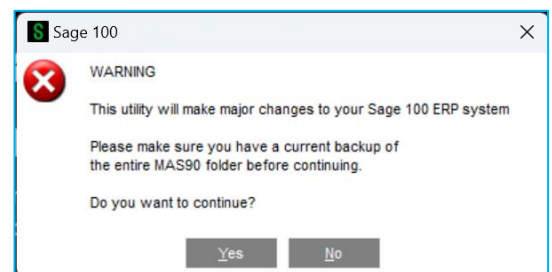 Sage 100
WARNING
This utility will make major changes to your Sage 100 ERP system
Please make sure you have a current backup of
the entire MAS90 folder before continuing.
Do you want to continue?
Yes No